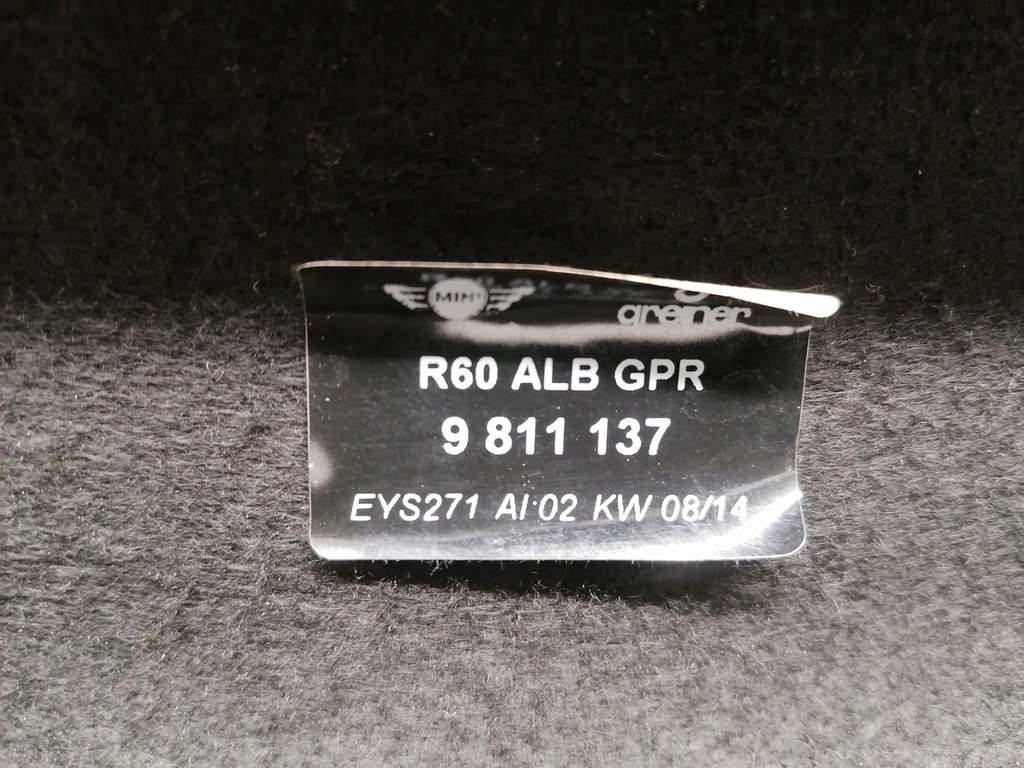 MINI
greiner
R60 ALB GPR
9 811 137
EYS271 AI:02 KW 08/14